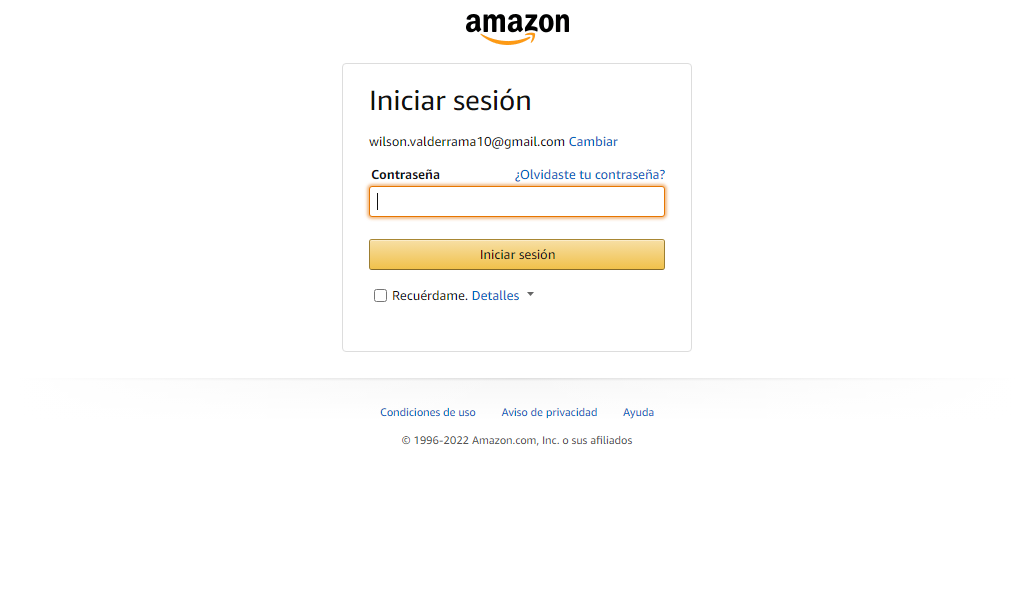 amazon
Iniciar sesión
wilson.valderrama10@gmail.com Cambiar
Contraseña ¿Olvidaste tu contraseña?
Iniciar sesión
Recuérdame. Detalles
Condiciones de uso Aviso de privacidad Ayuda
© 1996-2022 Amazon.com, Inc. o sus afiliados